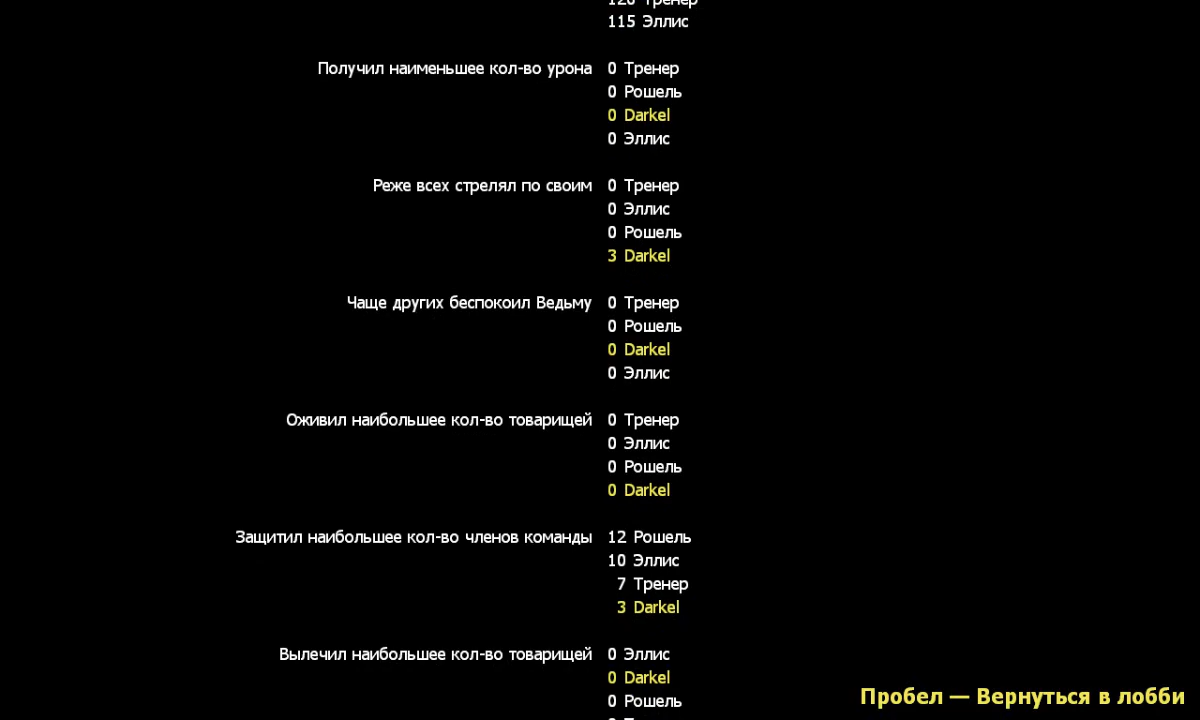 120 Тренер
115 Эллис
Получил наименьшее кол-во урона 0 Тренер
0 Рошель
0 Darkel
0 Эллис
Реже всех стрелял по своим 0 Тренер
0 Эллис
0 Рошель
3 Darkel
Чаще других беспокоил Ведьму 0 Тренер
0 Рошель
0 Darkel
0 Эллис
Оживил наибольшее кол-во товарищей 0 Тренер
0 Эллис
0 Рошель
0 Darkel
Защитил наибольшее кол-во членов команды 12 Рошель
10 Эллис
7 Тренер
3 Darkel
Вылечил наибольшее кол-во товарищей 0 Эллис
0 Darkel
0 Рошель
Пробел — Вернуться в лобби